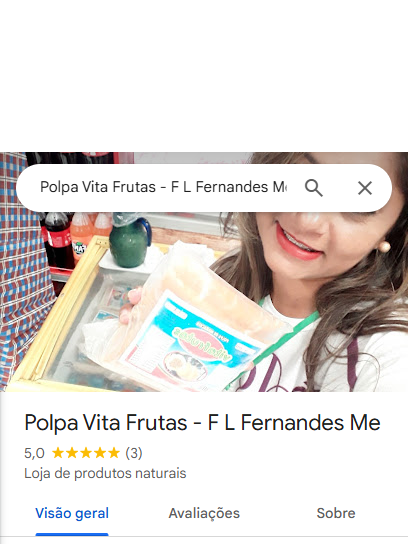 Polpa Vita Frutas - F L Fernandes Me
Polpa Vita Frutas - F L Fernandes Me
5,0 ★★★★★ (3)
Loja de produtos naturais
Visão geral Avaliações Sobre